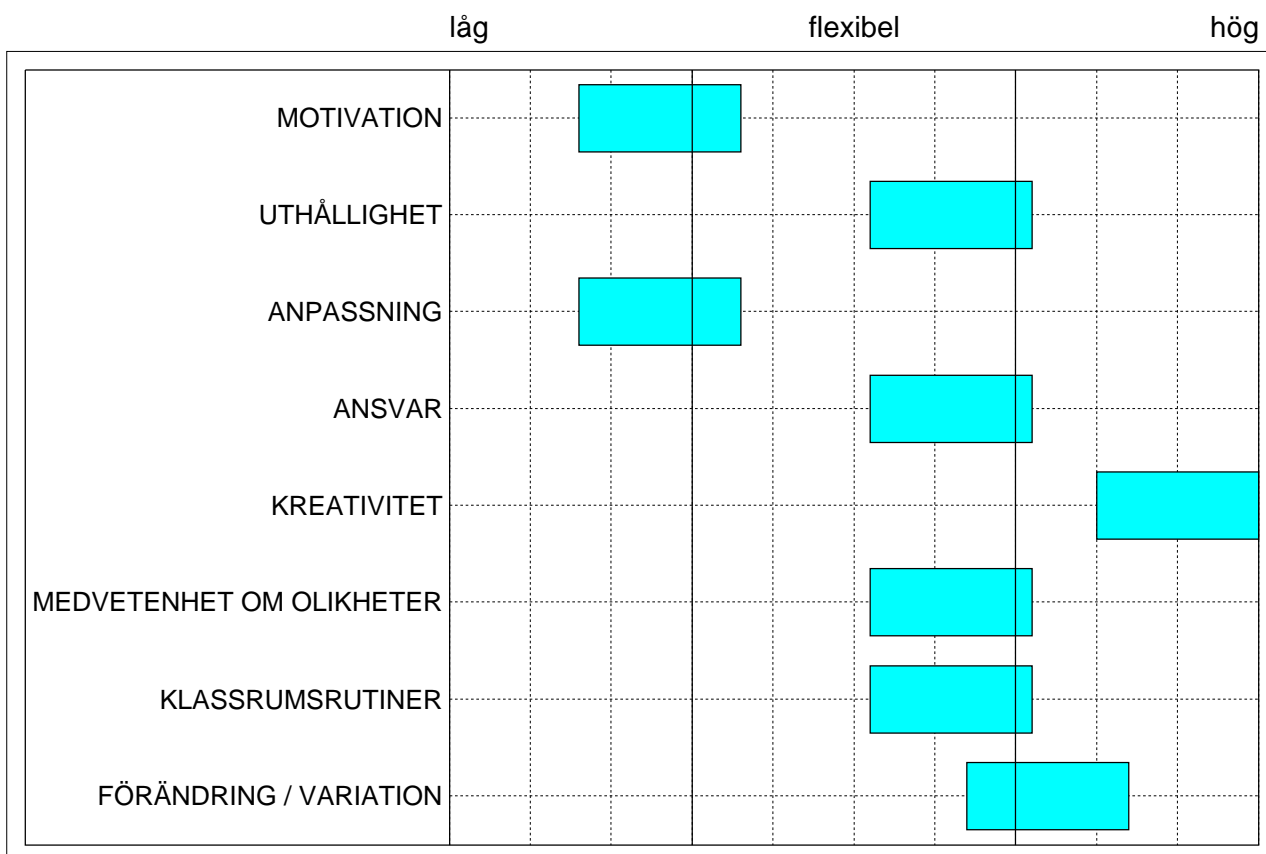 låg flexibel hög
MOTIVATION
UTHÅLLIGHET
ANPASSNING
ANSVAR
KREATIVITET
MEDVETENHET OM OLIKHETER
KLASSRUMSRUTINER
FÖRÄNDRING / VARIATION